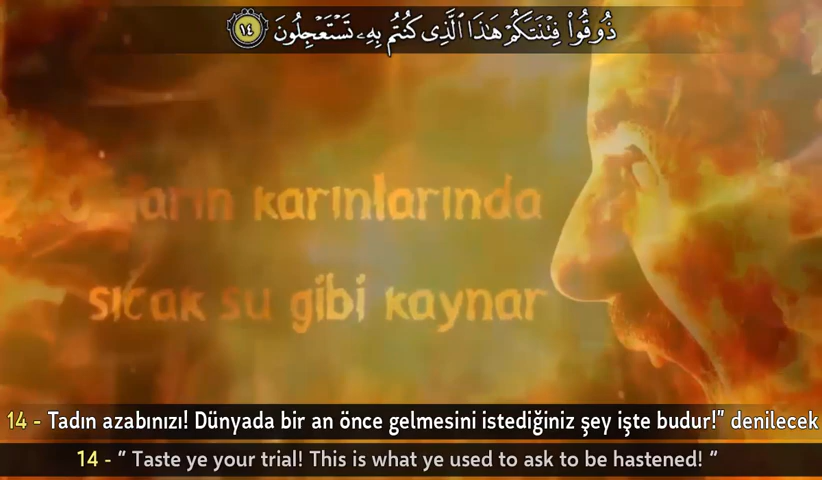 ذُوقُوا۟ فِتْنَتَكُمْ هَٰذَا ٱلَّذِى كُنتُم بِهِۦ تَسْتَعْجِلُونَ ١٤
karınlarında
sıcak su gibi kaynar
14 - Tadın azabınızı! Dünyada bir an önce gelmesini istediğiniz şey işte budur!” denilecek
14 - “ Taste ye your trial! This is what ye used to ask to be hastened! “